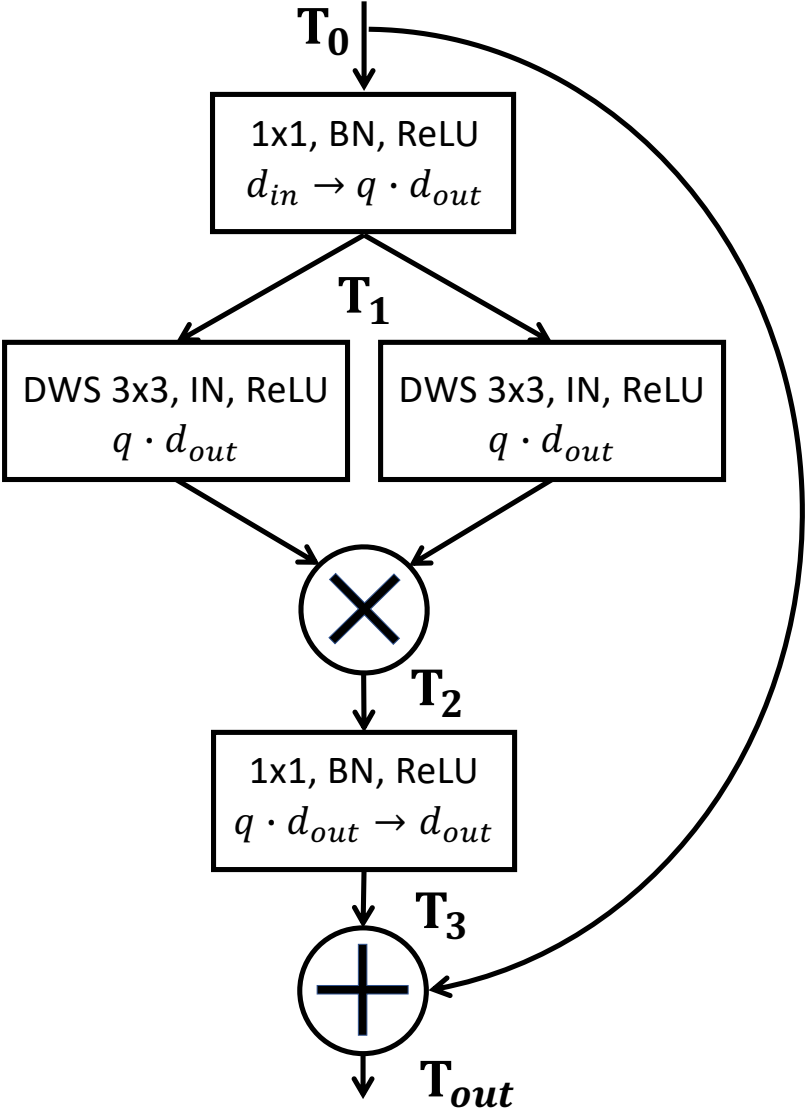 T₀
1x1, BN, ReLU
d_in → q · d_out
T₁
DWS 3x3, IN, ReLU
q · d_out
DWS 3x3, IN, ReLU
q · d_out
T₂
1x1, BN, ReLU
q · d_out → d_out
T₃
T_out